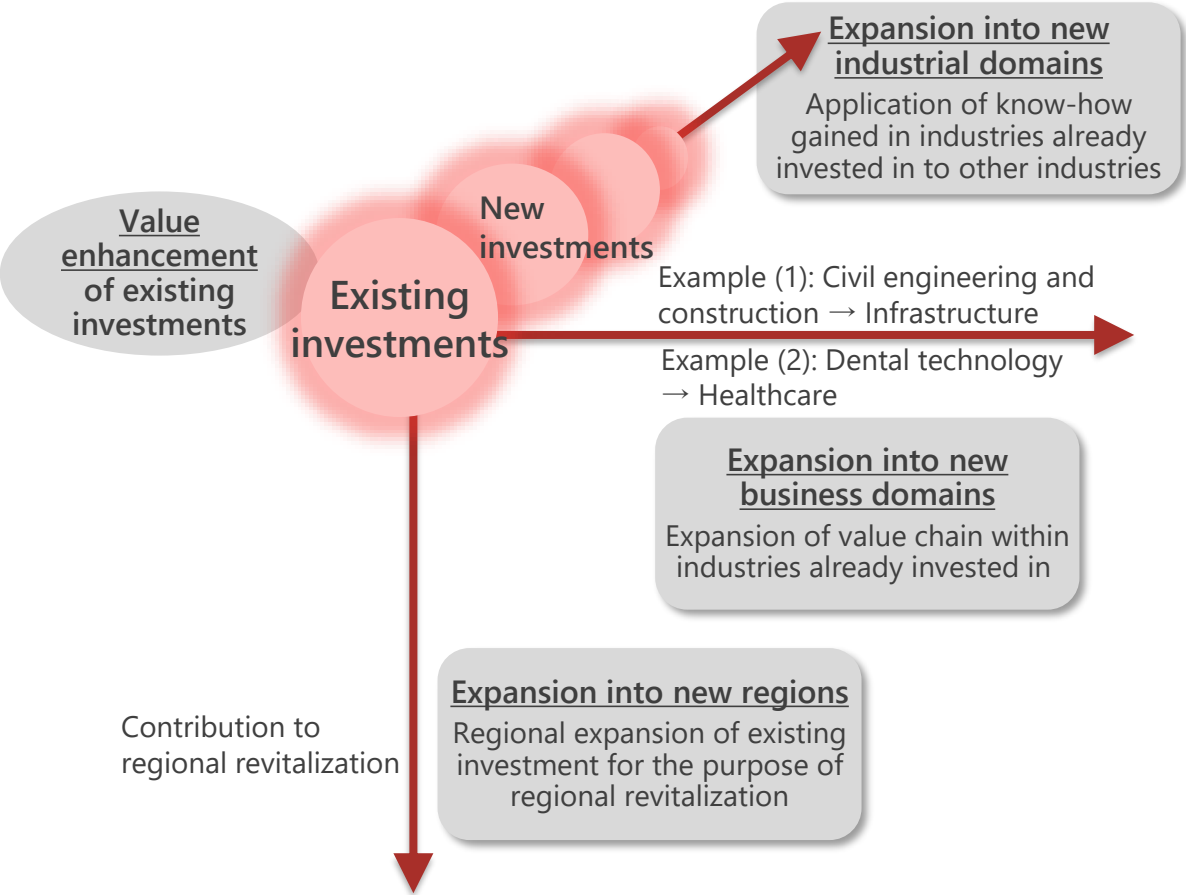 Expansion into new
industrial domains
Application of know-how
gained in industries already
invested in to other industries
Value
enhancement
of existing
investments
New
investments
Existing
investments
Example (1): Civil engineering and
construction → Infrastructure
Example (2): Dental technology
→ Healthcare
Expansion into new
business domains
Expansion of value chain within
industries already invested in
Contribution to
regional revitalization
Expansion into new regions
Regional expansion of existing
investment for the purpose of
regional revitalization